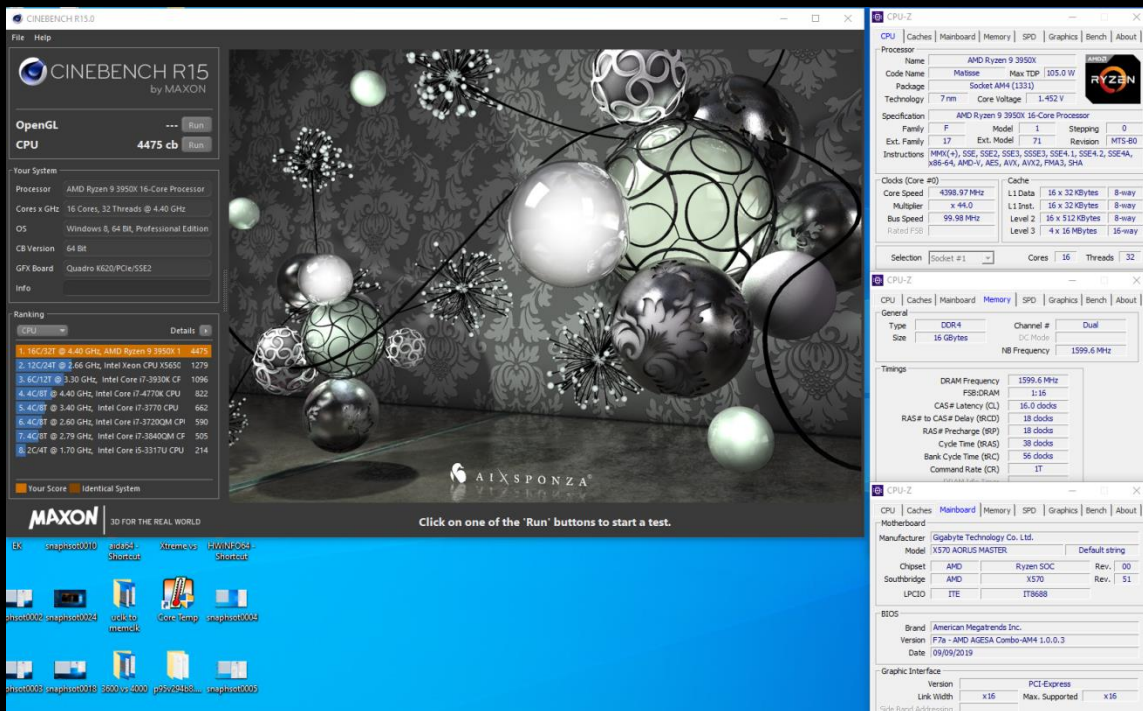 CINEBENCH R15.0
File Help
CINEBENCH R15
by MAXON
OpenGL --- Run
CPU 4475 cb Run
Your System
Processor AMD Ryzen 9 3950X 16-Core Processor
Cores x GHz 16 Cores, 32 Threads @ 4.40 GHz
OS Windows 8, 64 Bit, Professional Edition
CB Version 64 Bit
GFX Board Quadro K620/PCIe/SSE2
Info
Ranking
CPU Details
1. 16C/32T @ 4.40 GHz, AMD Ryzen 9 3950X 1 4475
2. 12C/24T @ 2.66 GHz, Intel Xeon CPU X5650 1279
3. 6C/12T @ 3.30 GHz, Intel Core i7-3930K CP 1096
4. 4C/8T @ 4.40 GHz, Intel Core i7-4770K CPU 822
5. 4C/8T @ 3.40 GHz, Intel Core i7-3770 CPU 662
6. 4C/8T @ 2.60 GHz, Intel Core i7-3720QM CPI 590
7. 4C/8T @ 2.79 GHz, Intel Core i7-3840QM CP 505
8. 2C/4T @ 1.70 GHz, Intel Core i5-3317U CPU 214
Your Score Identical System
MAXON 3D FOR THE REAL WORLD
AIXSPONZA
Click on one of the 'Run' buttons to start a test.
EK snaphsot0010 aida64 - Shortcut Xtreme vs HWINFO64 - Shortcut
snaphsot0024 uclk to memclk Core Temp snaphsot0004
snaphsot0018 3600 vs 4000 p95v294b8.... snaphsot0005
CPU-Z
CPU Caches Mainboard Memory SPD Graphics Bench About
Processor
Name AMD Ryzen 9 3950X
Code Name Matisse Max TDP 105.0 W
Package Socket AM4 (1331)
Technology 7 nm Core Voltage 1.452 V
AMD RYZEN
Specification AMD Ryzen 9 3950X 16-Core Processor
Family F Model 1 Stepping 0
Ext. Family 17 Ext. Model 71 Revision MTS-B0
Instructions MMX(+), SSE, SSE2, SSE3, SSSE3, SSE4.1, SSE4.2, SSE4A,
x86-64, AMD-V, AES, AVX, AVX2, FMA3, SHA
Clocks (Core #0)
Core Speed 4398.97 MHz
Multiplier x 44.0
Bus Speed 99.98 MHz
Rated FSB
Cache
L1 Data 16 x 32 KBytes 8-way
L1 Inst. 16 x 32 KBytes 8-way
Level 2 16 x 512 KBytes 8-way
Level 3 4 x 16 MBytes 16-way
Selection Socket #1 Cores 16 Threads 32
CPU-Z
CPU Caches Mainboard Memory SPD Graphics Bench About
General
Type DDR4 Channel # Dual
Size 16 GBytes DC Mode
NB Frequency 1599.6 MHz
Timings
DRAM Frequency 1599.6 MHz
FSB:DRAM 1:16
CAS# Latency (CL) 16.0 clocks
RAS# to CAS# Delay (tRCD) 18 clocks
RAS# Precharge (tRP) 18 clocks
Cycle Time (tRAS) 38 clocks
Bank Cycle Time (tRC) 56 clocks
Command Rate (CR) 1T
CPU-Z
CPU Caches Mainboard Memory SPD Graphics Bench About
Motherboard
Manufacturer Gigabyte Technology Co. Ltd.
Model X570 AORUS MASTER Default string
Chipset AMD Ryzen SOC Rev. 00
Southbridge AMD X570 Rev. 51
LPCIO ITE IT8688
BIOS
Brand American Megatrends Inc.
Version F7a - AMD AGESA Combo-AM4 1.0.0.3
Date 09/09/2019
Graphic Interface
Version PCI-Express
Link Width x16 Max. Supported x16
Side Band Addressing